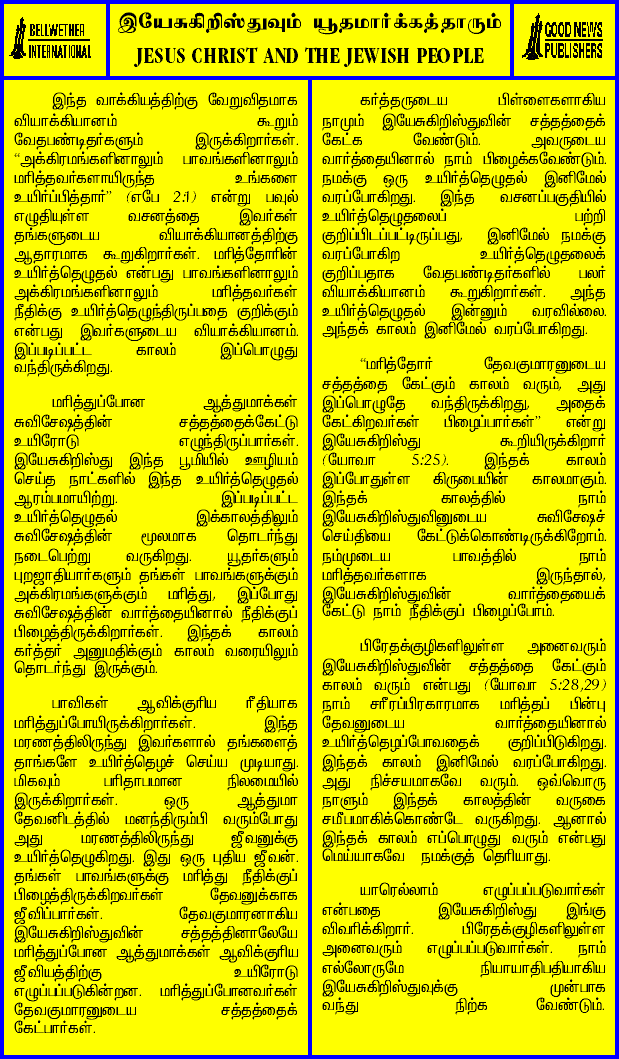 BELLWETHER
INTERNATIONAL
இயேசுகிறிஸ்துவும் யூதமார்க்கத்தாரும்
JESUS CHRIST AND THE JEWISH PEOPLE
GOOD NEWS
PUBLISHERS
இந்த வாக்கியத்திற்கு வேறுவிதமாக
வியாக்கியானம் கூறும்
வேதபண்டிதர்களும் இருக்கிறார்கள்.
“அக்கிரமங்களினாலும் பாவங்களினாலும்
மரித்தவர்களாயிருந்த உங்களை
உயிர்ப்பித்தார்” (எபே 2:1) என்று பவுல்
எழுதியுள்ள வசனத்தை இவர்கள்
தங்களுடைய வியாக்கியானத்திற்கு
ஆதாரமாக கூறுகிறார்கள். மரித்தோரின்
உயிர்த்தெழுதல் என்பது பாவங்களினாலும்
அக்கிரமங்களினாலும் மரித்தவர்கள்
நீதிக்கு உயிர்த்தெழுந்திருப்பதை குறிக்கும்
என்பது இவர்களுடைய வியாக்கியானம்.
இப்படிப்பட்ட காலம் இப்பொழுது
வந்திருக்கிறது.
மரித்துப்போன ஆத்துமாக்கள்
சுவிசேஷத்தின் சத்தத்தைக்கேட்டு
உயிரோடு எழுந்திருப்பார்கள்.
இயேசுகிறிஸ்து இந்த பூமியில் ஊழியம்
செய்த நாட்களில் இந்த உயிர்த்தெழுதல்
ஆரம்பமாயிற்று. இப்படிப்பட்ட
உயிர்த்தெழுதல் இக்காலத்திலும்
சுவிசேஷத்தின் மூலமாக தொடர்ந்து
நடைபெற்று வருகிறது. யூதர்களும்
புறஜாதியார்களும் தங்கள் பாவங்களுக்கும்
அக்கிரமங்களுக்கும் மரித்து, இப்போது
சுவிசேஷத்தின் வார்த்தையினால் நீதிக்குப்
பிழைத்திருக்கிறார்கள். இந்தக் காலம்
கர்த்தர் அனுமதிக்கும் காலம் வரையிலும்
தொடர்ந்து இருக்கும்.
பாவிகள் ஆவிக்குரிய ரீதியாக
மரித்துப்போயிருக்கிறார்கள். இந்த
மரணத்திலிருந்து இவர்களால் தங்களைத்
தாங்களே உயிர்த்தெழச் செய்ய முடியாது.
மிகவும் பரிதாபமான நிலமையில்
இருக்கிறார்கள். ஒரு ஆத்துமா
தேவனிடத்தில் மனந்திரும்பி வரும்போது
அது மரணத்திலிருந்து ஜீவனுக்கு
உயிர்த்தெழுகிறது. இது ஒரு புதிய ஜீவன்.
தங்கள் பாவங்களுக்கு மரித்து நீதிக்குப்
பிழைத்திருக்கிறவர்கள் தேவனுக்காக
ஜீவிப்பார்கள். தேவகுமாரனாகிய
இயேசுகிறிஸ்துவின் சத்தத்தினாலேயே
மரித்துப்போன ஆத்துமாக்கள் ஆவிக்குரிய
ஜீவியத்திற்கு உயிரோடு
எழுப்பப்படுகின்றன. மரித்துப்போனவர்கள்
தேவகுமாரனுடைய சத்தத்தைக்
கேட்பார்கள்.
கர்த்தருடைய பிள்ளைகளாகிய
நாமும் இயேசுகிறிஸ்துவின் சத்தத்தைக்
கேட்க வேண்டும். அவருடைய
வார்த்தையினால் நாம் பிழைக்கவேண்டும்.
நமக்கு ஒரு உயிர்த்தெழுதல் இனிமேல்
வரப்போகிறது. இந்த வசனப்பகுதியில்
உயிர்த்தெழுதலைப் பற்றி
குறிப்பிடப்பட்டிருப்பது, இனிமேல் நமக்கு
வரப்போகிற உயிர்த்தெழுதலைக்
குறிப்பதாக வேதபண்டிதர்களில் பலர்
வியாக்கியானம் கூறுகிறார்கள். அந்த
உயிர்த்தெழுதல் இன்னும் வரவில்லை.
அந்தக் காலம் இனிமேல் வரப்போகிறது.
“மரித்தோர் தேவகுமாரனுடைய
சத்தத்தை கேட்கும் காலம் வரும், அது
இப்பொழுதே வந்திருக்கிறது, அதைக்
கேட்கிறவர்கள் பிழைப்பார்கள்” என்று
இயேசுகிறிஸ்து கூறியிருக்கிறார்
(யோவா 5:25). இந்தக் காலம்
இப்போதுள்ள கிருபையின் காலமாகும்.
இந்தக் காலத்தில் நாம்
இயேசுகிறிஸ்துவினுடைய சுவிசேஷச்
செய்தியை கேட்டுக்கொண்டிருக்கிறோம்.
நம்முடைய பாவத்தில் நாம்
மரித்தவர்களாக இருந்தால்,
இயேசுகிறிஸ்துவின் வார்த்தையைக்
கேட்டு நாம் நீதிக்குப் பிழைப்போம்.
பிரேதக்குழிகளிலுள்ள அனைவரும்
இயேசுகிறிஸ்துவின் சத்தத்தை கேட்கும்
காலம் வரும் என்பது (யோவா 5:28,29)
நாம் சரீரப்பிரகாரமாக மரித்தப் பின்பு
தேவனுடைய வார்த்தையினால்
உயிர்த்தெழப்போவதைக் குறிப்பிடுகிறது.
இந்தக் காலம் இனிமேல் வரப்போகிறது.
அது நிச்சயமாகவே வரும். ஒவ்வொரு
நாளும் இந்தக் காலத்தின் வருகை
சமீபமாகிக்கொண்டே வருகிறது. ஆனால்
இந்தக் காலம் எப்பொழுது வரும் என்பது
மெய்யாகவே நமக்குத் தெரியாது.
யாரெல்லாம் எழுப்பப்படுவார்கள்
என்பதை இயேசுகிறிஸ்து இங்கு
விவரிக்கிறார். பிரேதக்குழிகளிலுள்ள
அனைவரும் எழுப்பப்படுவார்கள். நாம்
எல்லோருமே நியாயாதிபதியாகிய
இயேசுகிறிஸ்துவுக்கு முன்பாக
வந்து நிற்க வேண்டும்.